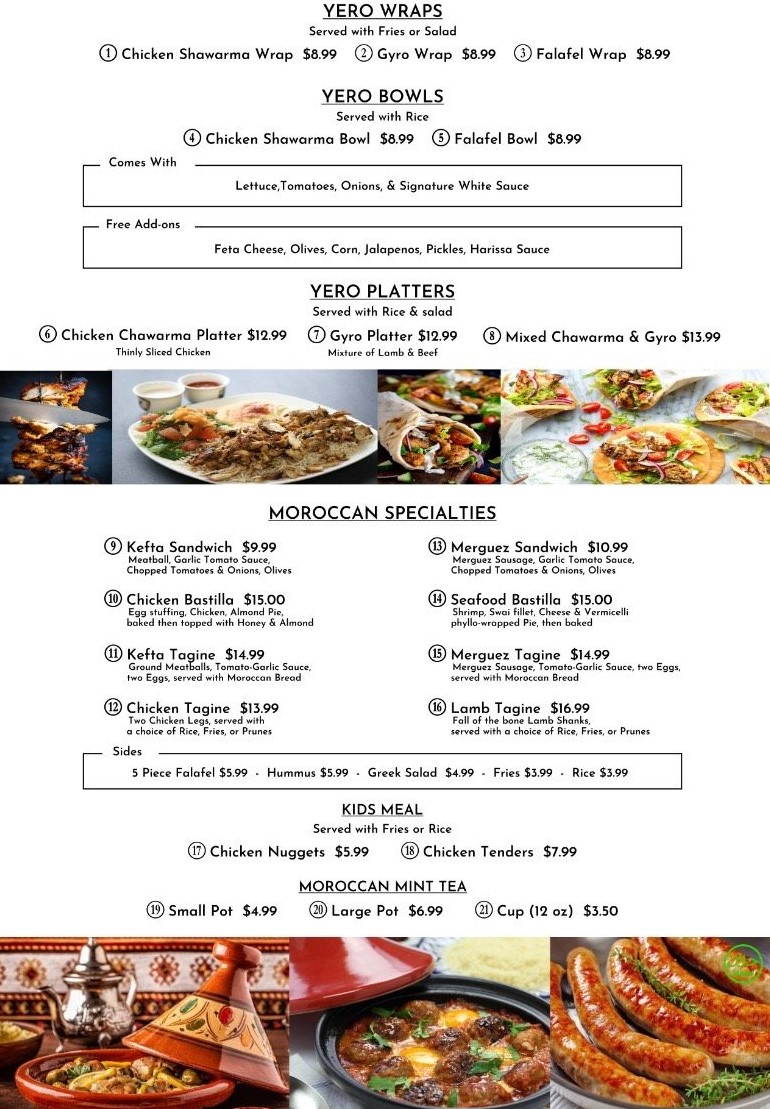 YERO WRAPS
Served with Fries or Salad
① Chicken Shawarma Wrap $8.99 ② Gyro Wrap $8.99 ③ Falafel Wrap $8.99
YERO BOWLS
Served with Rice
④ Chicken Shawarma Bowl $8.99 ⑤ Falafel Bowl $8.99
Comes With
Lettuce,Tomatoes, Onions, & Signature White Sauce
Free Add-ons
Feta Cheese, Olives, Corn, Jalapenos, Pickles, Harissa Sauce
YERO PLATTERS
Served with Rice & salad
⑥ Chicken Chawarma Platter $12.99 ⑦ Gyro Platter $12.99 ⑧ Mixed Chawarma & Gyro $13.99
Thinly Sliced Chicken Mixture of Lamb & Beef
MOROCCAN SPECIALTIES
⑨ Kefta Sandwich $9.99
Meatball, Garlic Tomato Sauce,
Chopped Tomatoes & Onions, Olives
⑩ Chicken Bastilla $15.00
Egg stuffing, Chicken, Almond Pie,
baked then topped with Honey & Almond
⑪ Kefta Tagine $14.99
Ground Meatballs, Tomato-Garlic Sauce,
two Eggs, served with Moroccan Bread
⑫ Chicken Tagine $13.99
Two Chicken Legs, served with
a choice of Rice, Fries, or Prunes
⑬ Merguez Sandwich $10.99
Merguez Sausage, Garlic Tomato Sauce,
Chopped Tomatoes & Onions, Olives
⑭ Seafood Bastilla $15.00
Shrimp, Swai fillet, Cheese & Vermicelli
phyllo-wrapped Pie, then baked
⑮ Merguez Tagine $14.99
Merguez Sausage, Tomato-Garlic Sauce, two Eggs,
served with Moroccan Bread
⑯ Lamb Tagine $16.99
Fall of the bone Lamb Shanks,
served with a choice of Rice, Fries, or Prunes
Sides
5 Piece Falafel $5.99 - Hummus $5.99 - Greek Salad $4.99 - Fries $3.99 - Rice $3.99
KIDS MEAL
Served with Fries or Rice
⑰ Chicken Nuggets $5.99 ⑱ Chicken Tenders $7.99
MOROCCAN MINT TEA
⑲ Small Pot $4.99 ⑳ Large Pot $6.99 ㉑ Cup (12 oz) $3.50